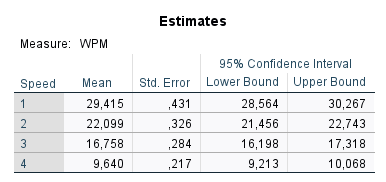 Estimates
Measure: WPM
95% Confidence Interval
Speed Mean Std. Error Lower Bound Upper Bound
1 29,415 ,431 28,564 30,267
2 22,099 ,326 21,456 22,743
3 16,758 ,284 16,198 17,318
4 9,640 ,217 9,213 10,068